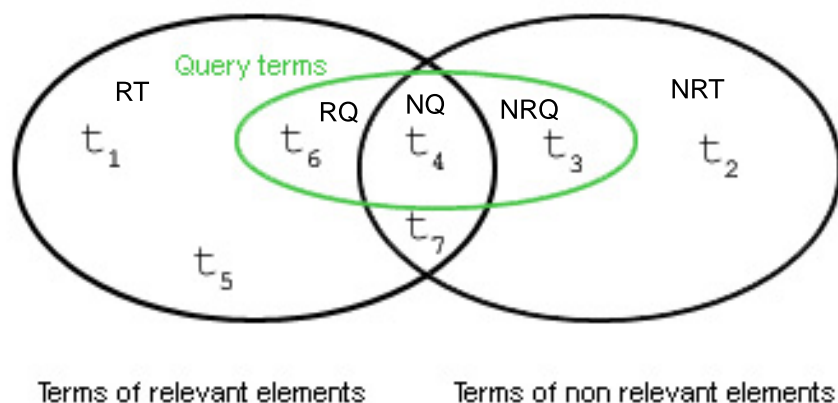 Query terms
RT
RQ
NQ
NRQ
NRT
t1
t6
t4
t3
t2
t7
t5
Terms of relevant elements
Terms of non relevant elements